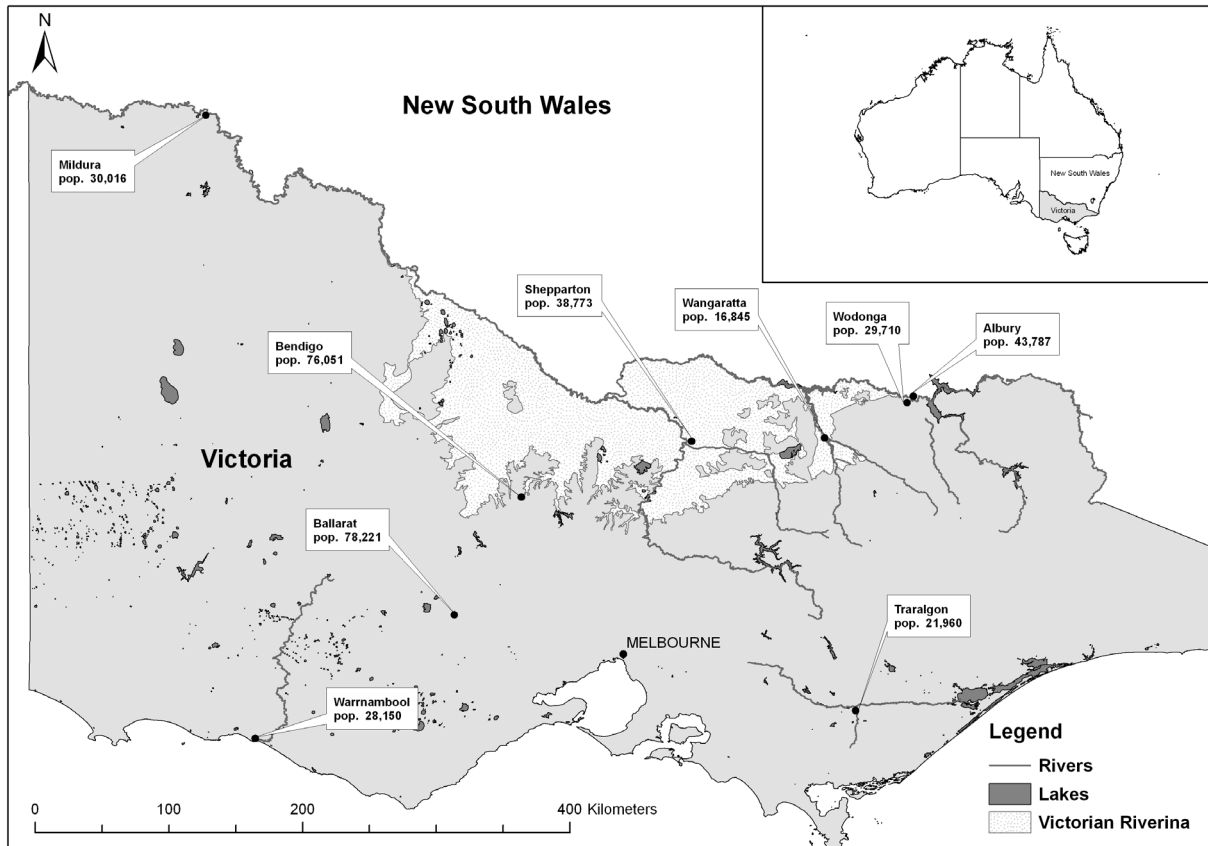 N
New South Wales
Mildura
pop. 30,016
New South Wales
Victoria
Shepparton
pop. 38,773
Wangaratta
pop. 16,845
Wodonga
pop. 29,710
Albury
pop. 43,787
Bendigo
pop. 76,051
Victoria
Ballarat
pop. 78,221
Traralgon
pop. 21,960
MELBOURNE
Warrnambool
pop. 28,150
Legend
Rivers
Lakes
Victorian Riverina
0 100 200 400 Kilometers